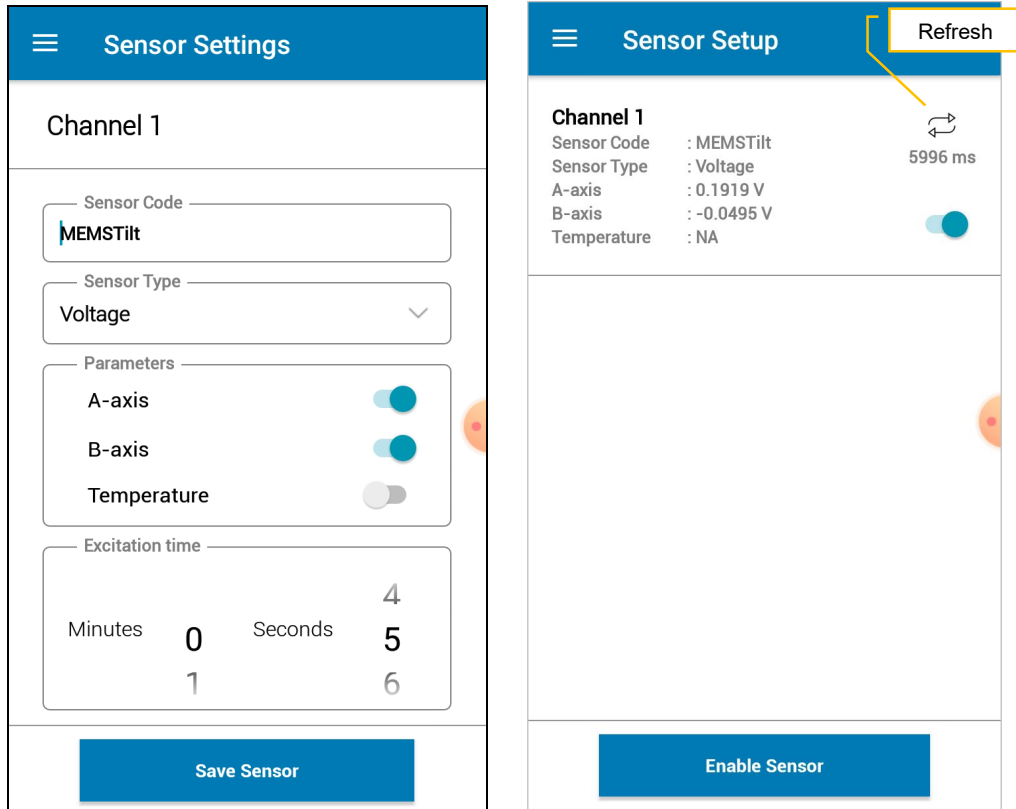 Sensor Settings
Channel 1
Sensor Code
MEMSTilt
Sensor Type
Voltage
Parameters
A-axis
B-axis
Temperature
Excitation time
4
Minutes 0 Seconds 5
1 6
Save Sensor
Sensor Setup
Refresh
Channel 1
Sensor Code : MEMSTilt
5996 ms
Sensor Type : Voltage
A-axis : 0.1919 V
B-axis : -0.0495 V
Temperature : NA
Enable Sensor